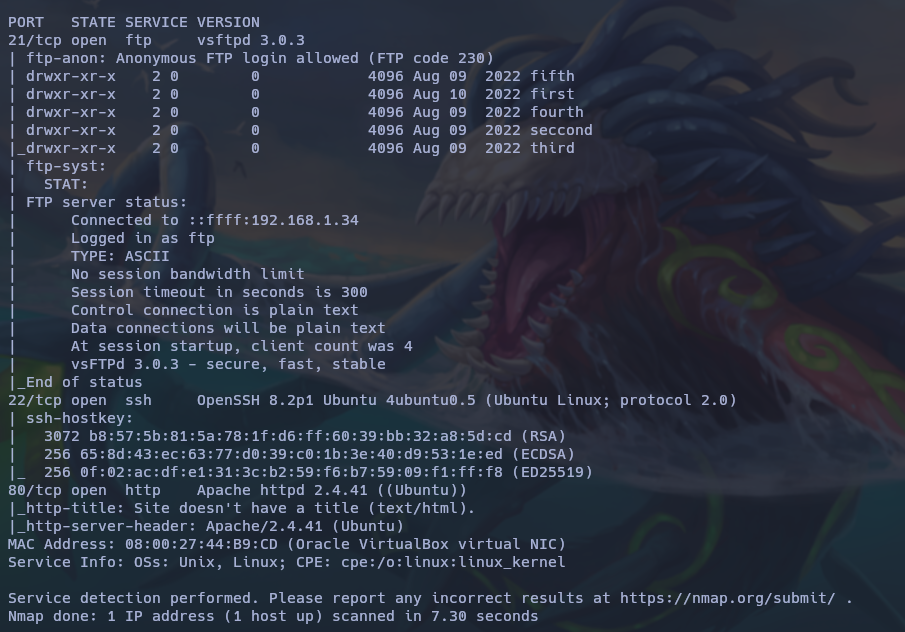 PORT   STATE SERVICE VERSION
21/tcp open  ftp     vsftpd 3.0.3
| ftp-anon: Anonymous FTP login allowed (FTP code 230)
| drwxr-xr-x    2 0        0            4096 Aug 09  2022 fifth
| drwxr-xr-x    2 0        0            4096 Aug 10  2022 first
| drwxr-xr-x    2 0        0            4096 Aug 09  2022 fourth
| drwxr-xr-x    2 0        0            4096 Aug 09  2022 seccond
|_drwxr-xr-x    2 0        0            4096 Aug 09  2022 third
| ftp-syst:
|   STAT:
| FTP server status:
|      Connected to ::ffff:192.168.1.34
|      Logged in as ftp
|      TYPE: ASCII
|      No session bandwidth limit
|      Session timeout in seconds is 300
|      Control connection is plain text
|      Data connections will be plain text
|      At session startup, client count was 4
|      vsFTPd 3.0.3 - secure, fast, stable
|_End of status
22/tcp open  ssh     OpenSSH 8.2p1 Ubuntu 4ubuntu0.5 (Ubuntu Linux; protocol 2.0)
| ssh-hostkey:
|   3072 b8:57:5b:81:5a:78:1f:d6:ff:60:39:bb:32:a8:5d:cd (RSA)
|   256 65:8d:43:ec:63:77:d0:39:c0:1b:3e:40:d9:53:1e:ed (ECDSA)
|_  256 0f:02:ac:df:e1:31:3c:b2:59:f6:b7:59:09:f1:ff:f8 (ED25519)
80/tcp open  http    Apache httpd 2.4.41 ((Ubuntu))
|_http-title: Site doesn't have a title (text/html).
|_http-server-header: Apache/2.4.41 (Ubuntu)
MAC Address: 08:00:27:44:B9:CD (Oracle VirtualBox virtual NIC)
Service Info: OSs: Unix, Linux; CPE: cpe:/o:linux:linux_kernel
Service detection performed. Please report any incorrect results at https://nmap.org/submit/ .
Nmap done: 1 IP address (1 host up) scanned in 7.30 seconds